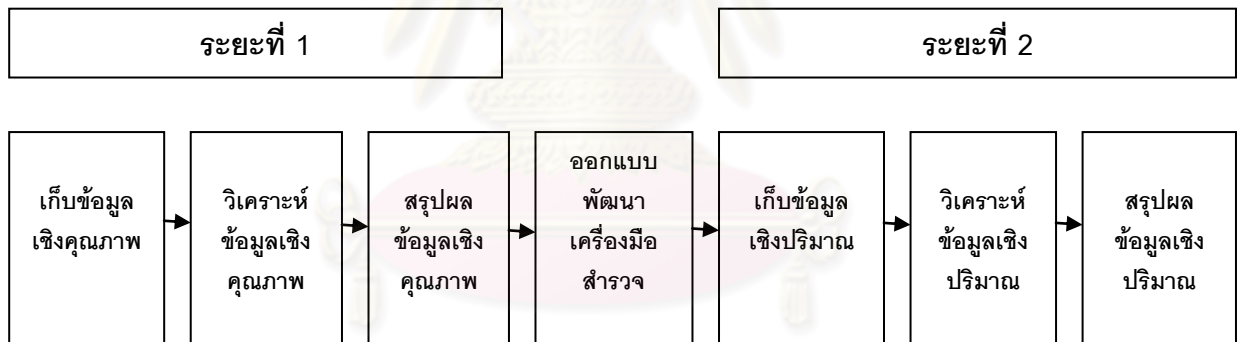 ระยะที่ 1
ระยะที่ 2
เก็บข้อมูล
เชิงคุณภาพ
วิเคราะห์
ข้อมูลเชิง
คุณภาพ
สรุปผล
ข้อมูลเชิง
คุณภาพ
ออกแบบ
พัฒนา
เครื่องมือ
สำรวจ
เก็บข้อมูล
เชิงปริมาณ
วิเคราะห์
ข้อมูลเชิง
ปริมาณ
สรุปผล
ข้อมูลเชิง
ปริมาณ